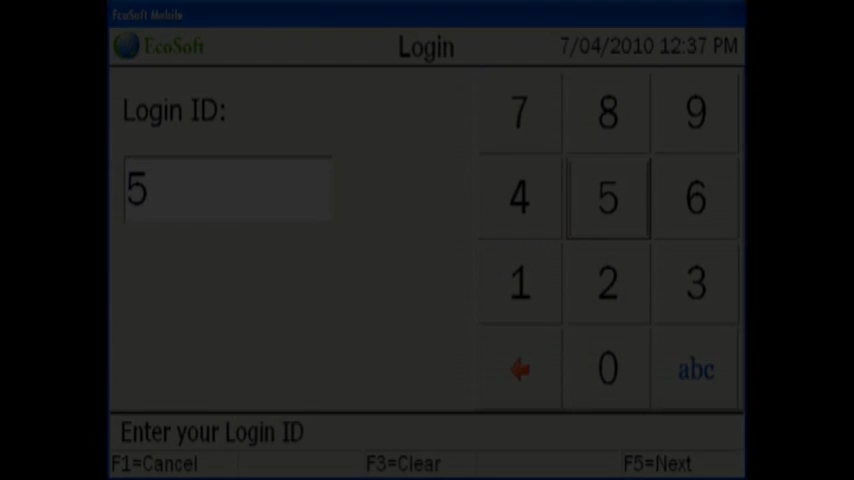 EcoSoft Mobile
EcoSoft Login 7/04/2010 12:37 PM
Login ID:
5
7 8 9
4 5 6
1 2 3
0 abc
Enter your Login ID
F1=Cancel F3=Clear F5=Next